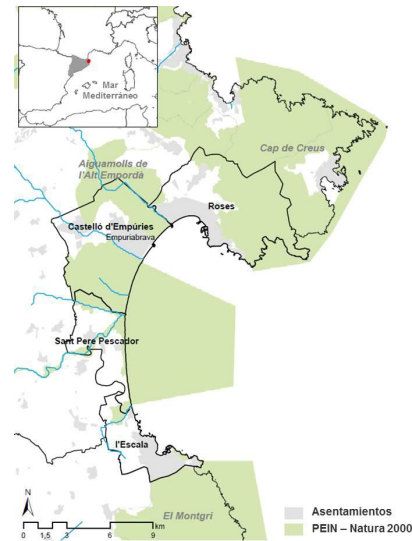 Mar
Mediterráneo
Cap de Creus
Aiguamolls de
l'Alt Empordà
Roses
Castelló d'Empúries
Empuriabrava
Sant Pere Pescador
l'Escala
El Montgrí
N
0 1,5 3 6 9 km
Asentamientos
PEIN – Natura 2000